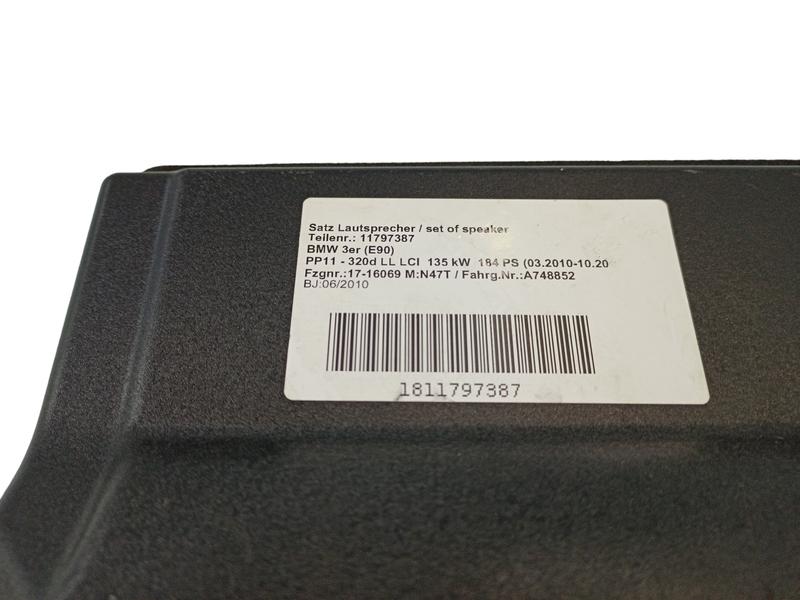 Satz Lautsprecher / set of speaker
Teilenr.: 11797387
BMW 3er (E90)
PP11 - 320d LL LCI 135 kW 184 PS (03.2010-10.20
Fzgnr.:17-16069 M:N47T / Fahrg.Nr.:A748852
BJ:06/2010
1811797387